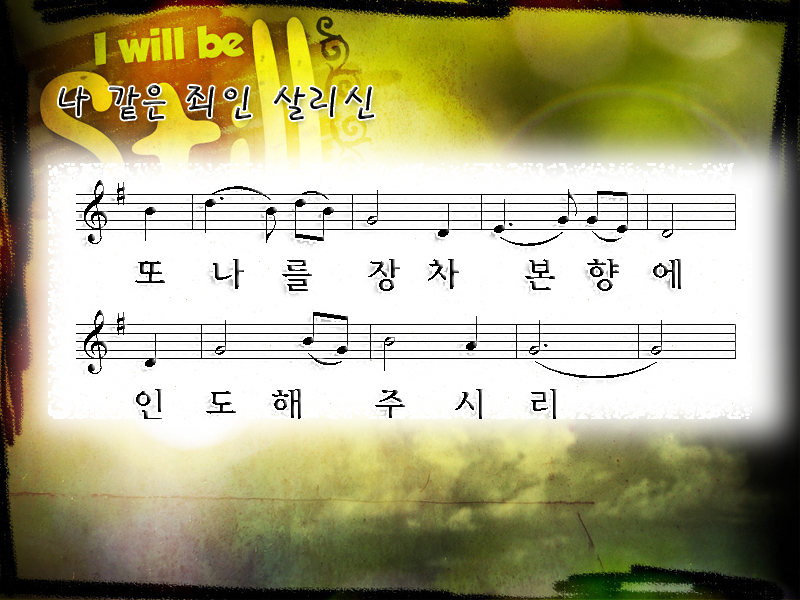 I will be
Still
나 같은 죄인 살리신
또 나를 장차 본향에
인 도해 주 시 리